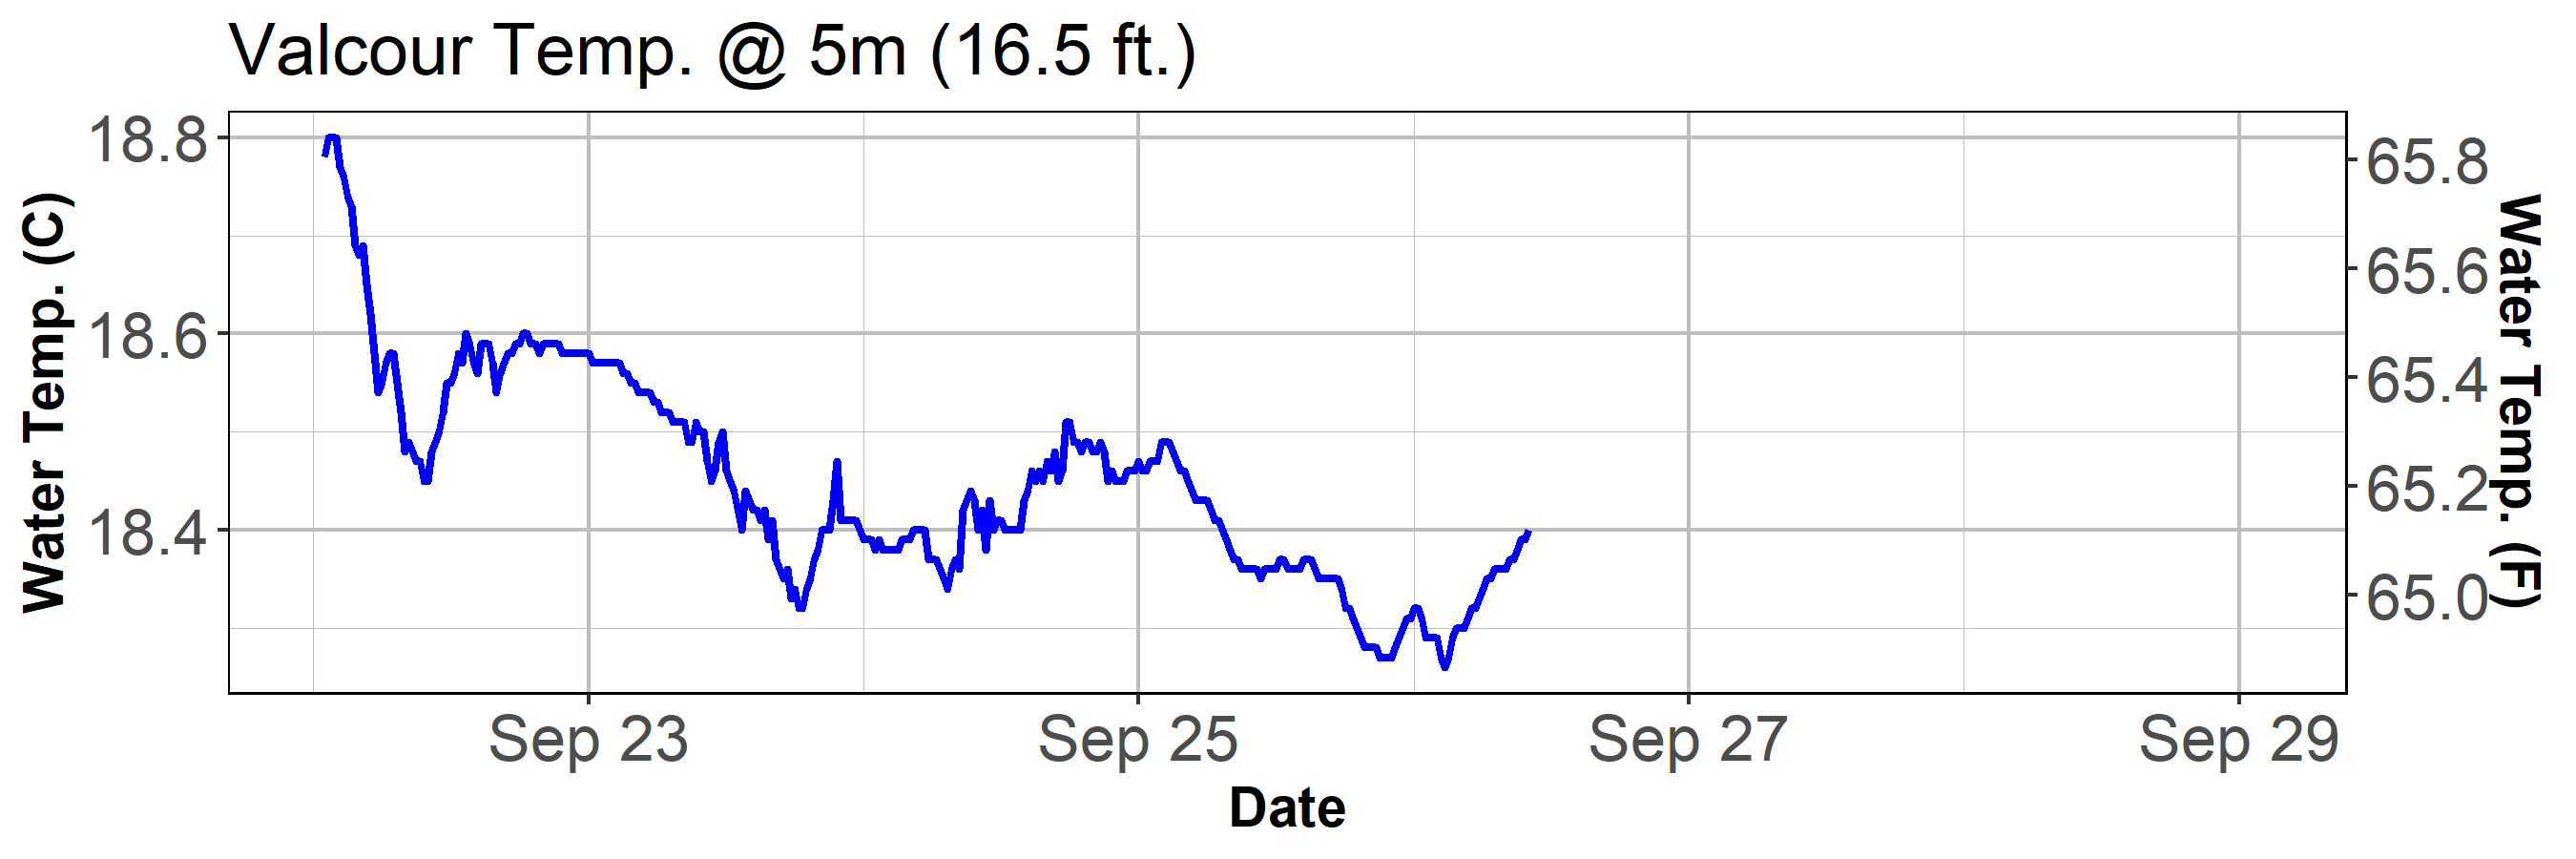 Valcour Temp. @ 5m (16.5 ft.)
Water Temp. (C)
18.8
18.6
18.4
65.8
65.6
65.4
65.2
65.0
Water Temp. (F)
Sep 23
Sep 25
Sep 27
Sep 29
Date